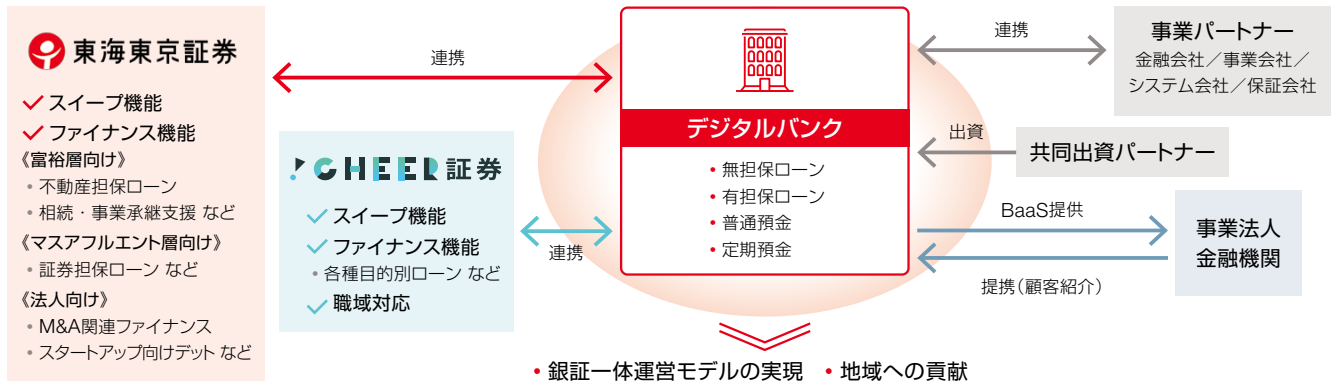 東海東京証券
スイープ機能
ファイナンス機能
《富裕層向け》
• 不動産担保ローン
• 相続・事業承継支援 など
《マスアフルエント層向け》
• 証券担保ローン など
《法人向け》
• M&A関連ファイナンス
• スタートアップ向けデット など
連携
CHEER証券
スイープ機能
ファイナンス機能
• 各種目的別ローン など
職域対応
連携
デジタルバンク
• 無担保ローン
• 有担保ローン
• 普通預金
• 定期預金
連携
事業パートナー
金融会社／事業会社／
システム会社／保証会社
出資
共同出資パートナー
BaaS提供
事業法人
金融機関
提携（顧客紹介）
• 銀証一体運営モデルの実現 • 地域への貢献